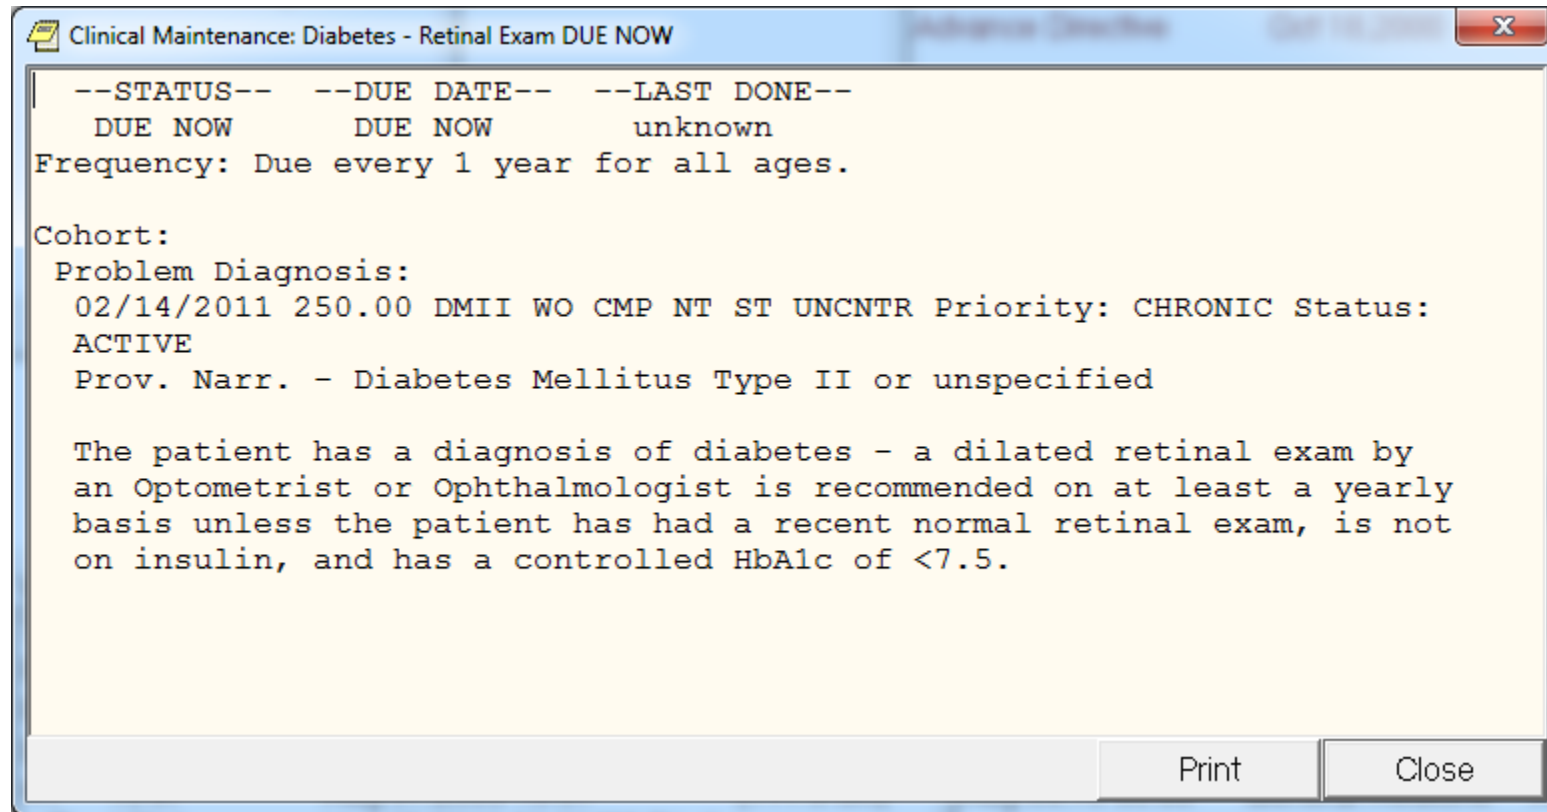 Clinical Maintenance: Diabetes - Retinal Exam DUE NOW
Advance Directive
--STATUS-- --DUE DATE-- --LAST DONE--
DUE NOW DUE NOW unknown
Frequency: Due every 1 year for all ages.
Cohort:
Problem Diagnosis:
02/14/2011 250.00 DMII WO CMP NT ST UNCNTR Priority: CHRONIC Status:
ACTIVE
Prov. Narr. - Diabetes Mellitus Type II or unspecified
The patient has a diagnosis of diabetes - a dilated retinal exam by
an Optometrist or Ophthalmologist is recommended on at least a yearly
basis unless the patient has had a recent normal retinal exam, is not
on insulin, and has a controlled HbA1c of <7.5.
Print Close